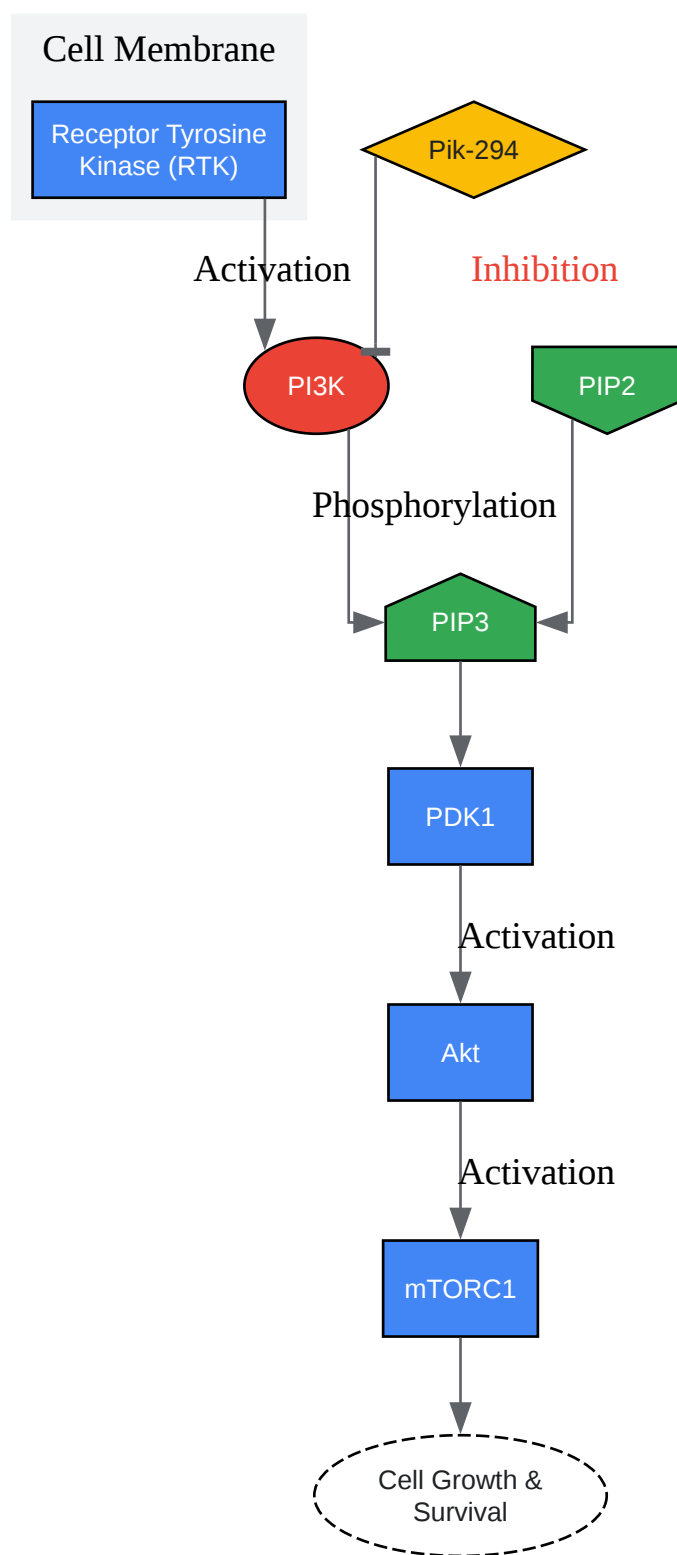 Cell Membrane
Receptor Tyrosine
Kinase (RTK)
Pik-294
Activation
Inhibition
PI3K
PIP2
Phosphorylation
PIP3
PDK1
Activation
Akt
Activation
mTORC1
Cell Growth &
Survival